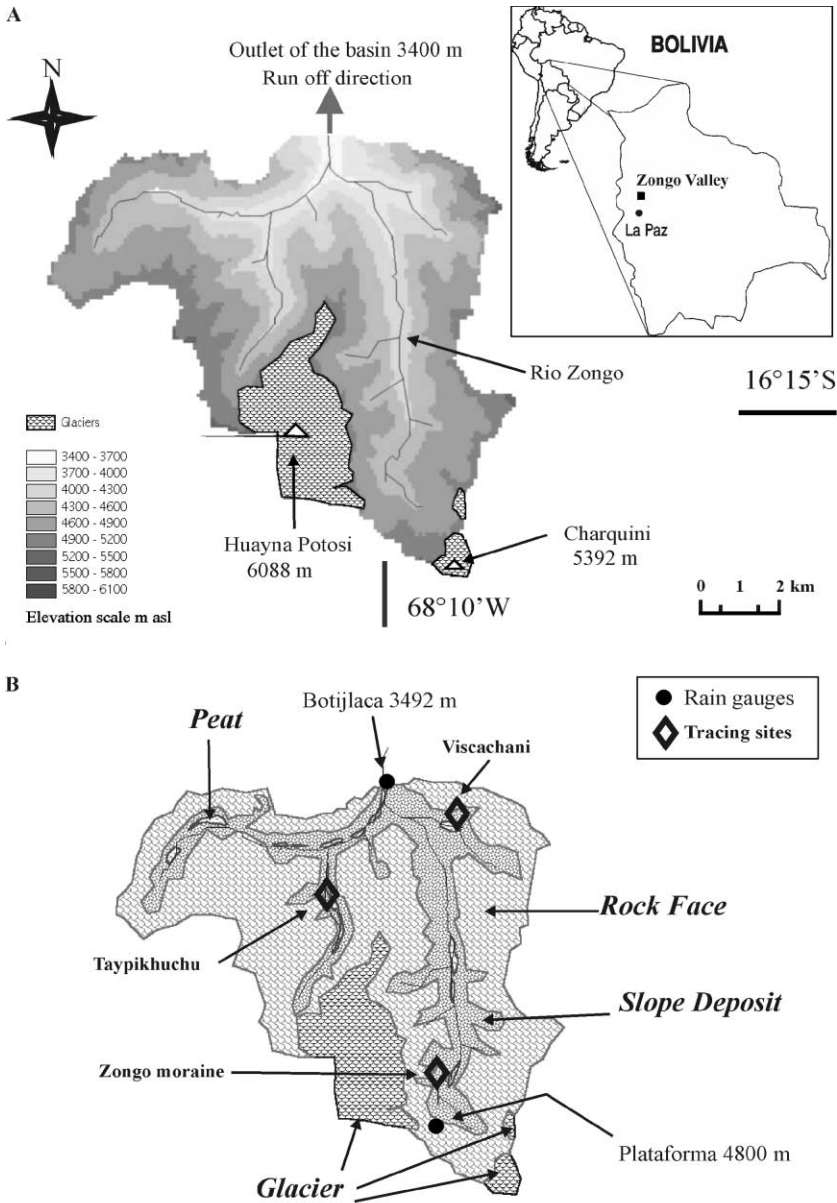 A
Outlet of the basin 3400 m
Run off direction
N
BOLIVIA
Zongo Valley
La Paz
Rio Zongo
16°15'S
Glaciers
3400 - 3700
3700 - 4000
4000 - 4300
4300 - 4600
4600 - 4900
4900 - 5200
5200 - 5500
5500 - 5800
5800 - 6100
Elevation scale m asl
Huayna Potosi
6088 m
Charquini
5392 m
68°10'W
0 1 2 km
B
Botijlaca 3492 m
Rain gauges
Tracing sites
Peat
Viscachani
Rock Face
Taypikhuchu
Slope Deposit
Zongo moraine
Plataforma 4800 m
Glacier